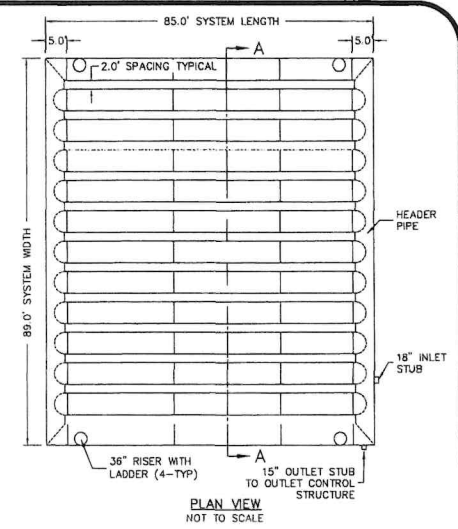 85.0' SYSTEM LENGTH
5.0'
5.0'
A
2.0' SPACING TYPICAL
89.0' SYSTEM WIDTH
HEADER
PIPE
18" INLET
STUB
A
36" RISER WITH
LADDER (4-TYP)
15" OUTLET STUB
TO OUTLET CONTROL
STRUCTURE
PLAN VIEW
NOT TO SCALE